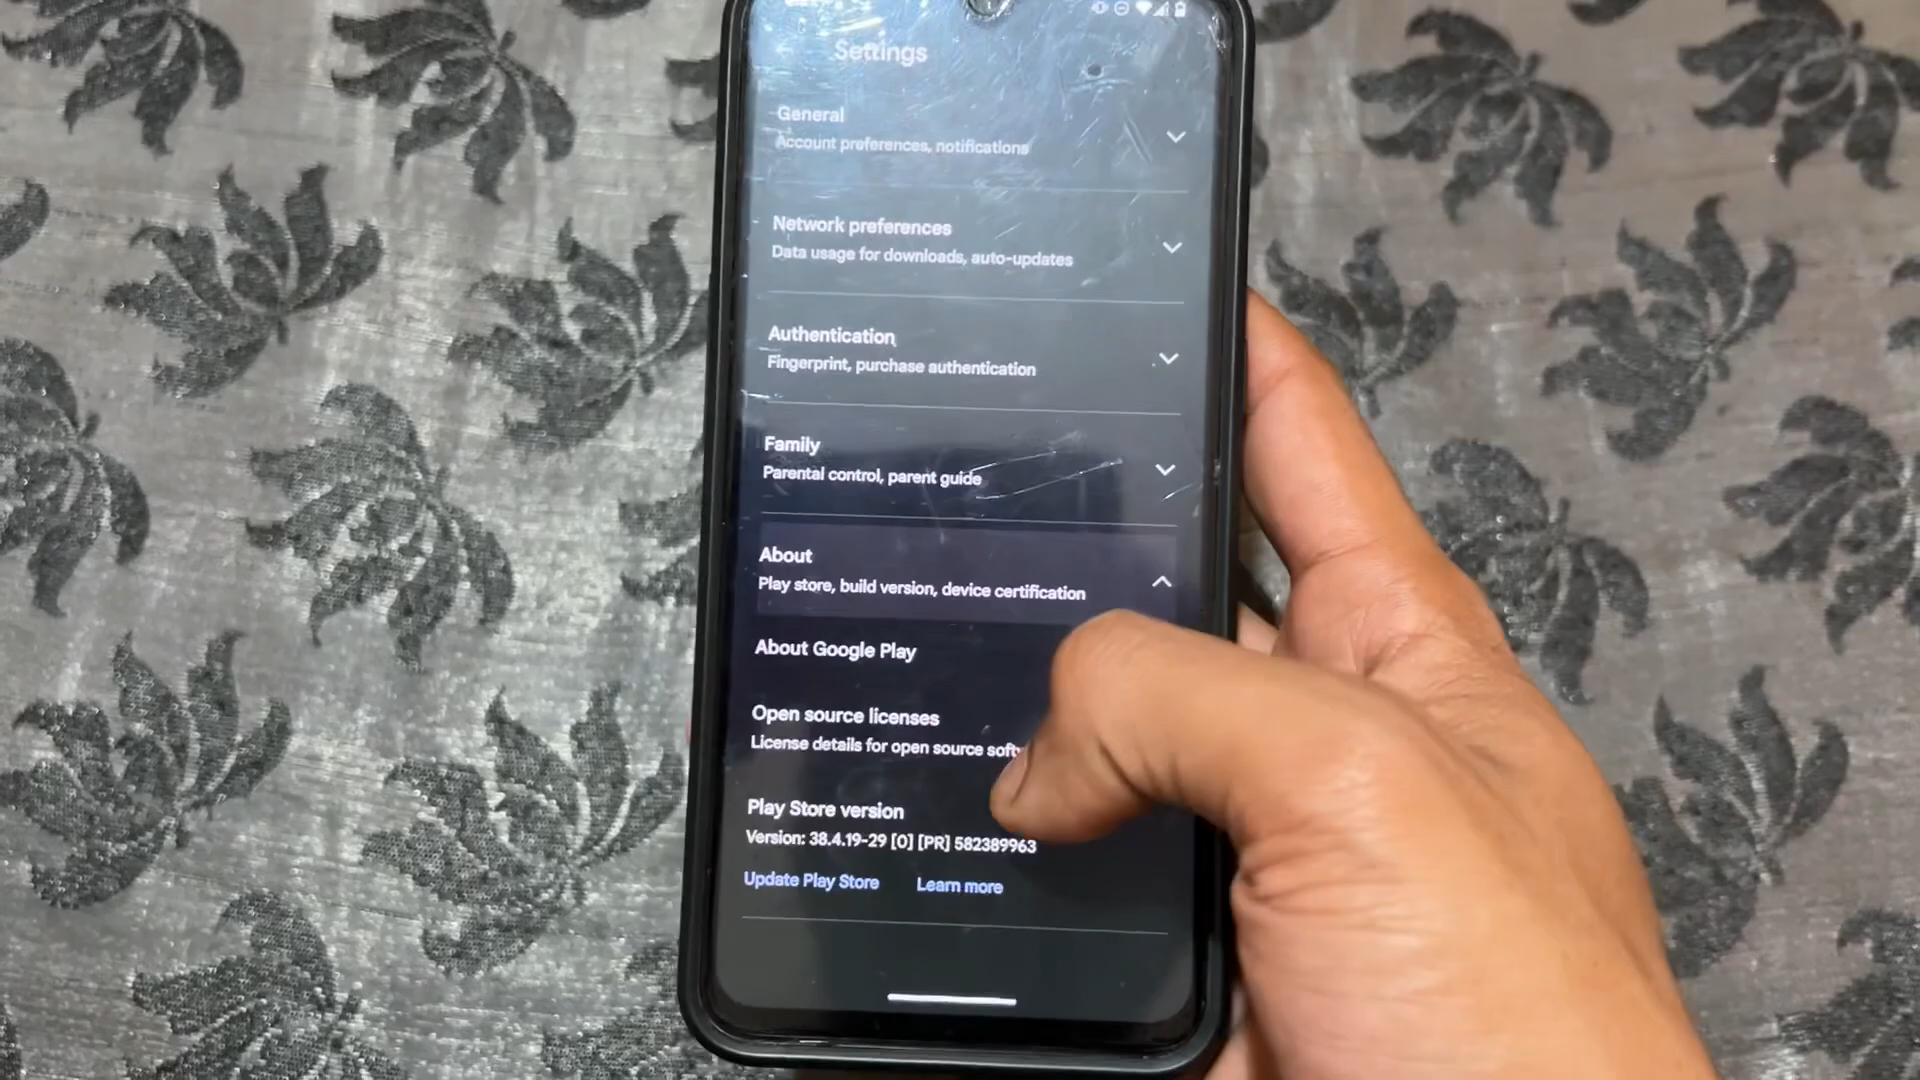 Settings
General
Account preferences, notifications
Network preferences
Data usage for downloads, auto-updates
Authentication
Fingerprint, purchase authentication
Family
Parental control, parent guide
About
Play store, build version, device certification
About Google Play
Open source licenses
License details for open source
Play Store version
Version: 38.4.19-29 [0] [PR] 582389963
Update Play Store Learn more